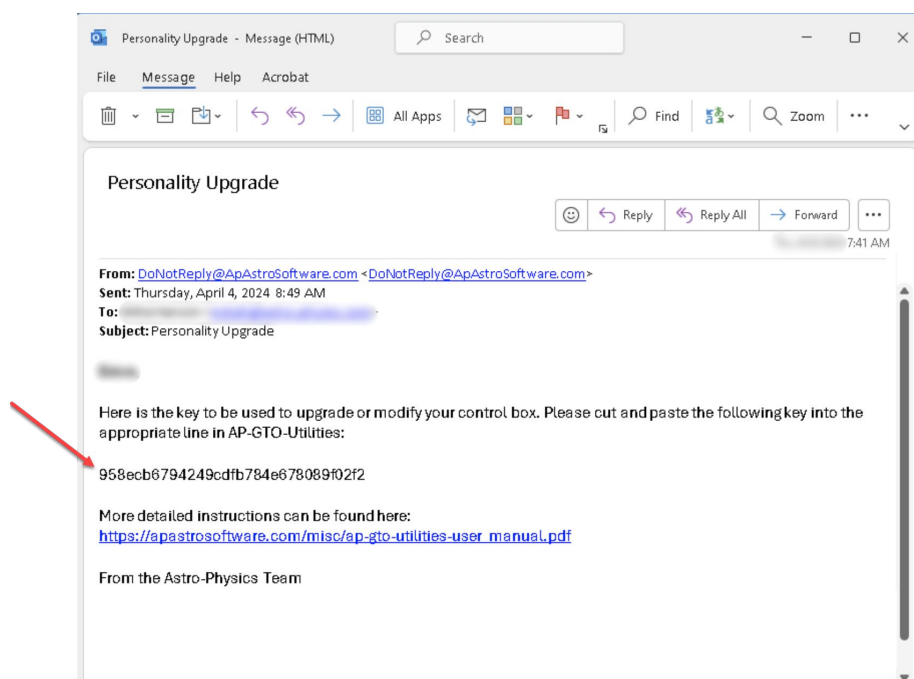 Personality Upgrade - Message (HTML)
Search
File Message Help Acrobat
All Apps
Find
Zoom
Personality Upgrade
Reply
Reply All
Forward
7:41 AM
From: DoNotReply@ApAstroSoftware.com <DoNotReply@ApAstroSoftware.com>
Sent: Thursday, April 4, 2024 8:49 AM
To:
Subject: Personality Upgrade
Here is the key to be used to upgrade or modify your control box. Please cut and paste the following key into the
appropriate line in AP-GTO-Utilities:
958ecb6794249cdfb784e678089f02f2
More detailed instructions can be found here:
https://apastrosoftware.com/misc/ap-gto-utilities-user_manual.pdf
From the Astro-Physics Team